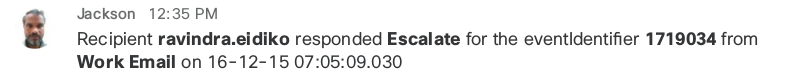 Jackson 12:35 PM
Recipient ravindra.eidiko responded Escalate for the eventIdentifier 1719034 from
Work Email on 16-12-15 07:05:09.030